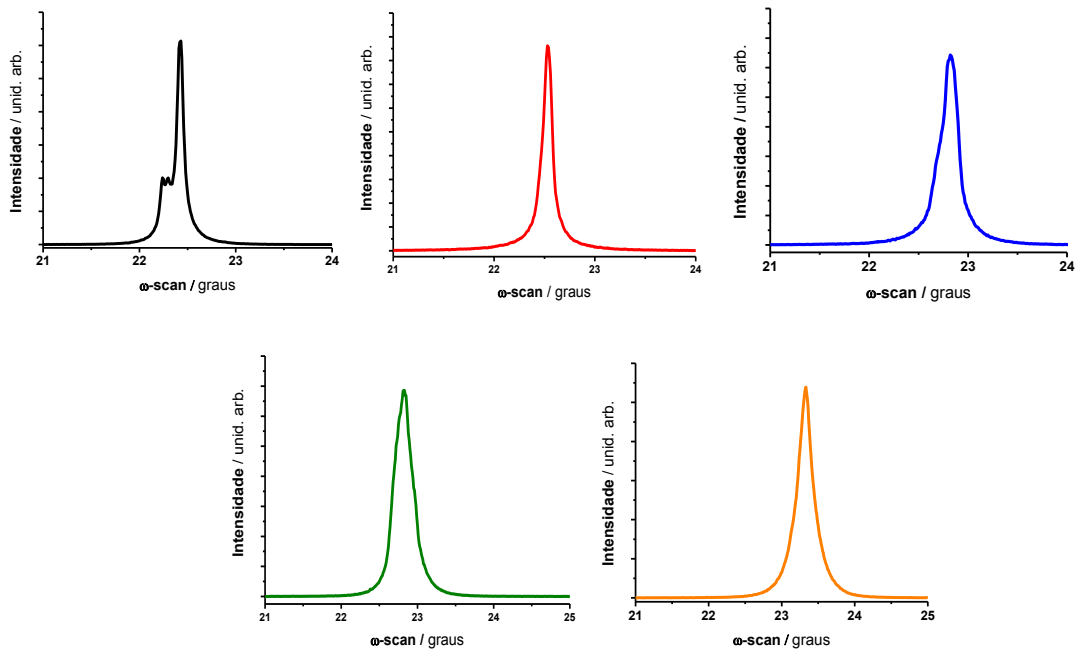 Intensidade / unid. arb.
21 22 23 24
ω-scan / graus
Intensidade / unid. arb.
21 22 23 24
ω-scan / graus
Intensidade / unid. arb.
21 22 23 24
ω-scan / graus
Intensidade / unid. arb.
21 22 23 24 25
ω-scan / graus
Intensidade / unid. arb.
21 22 23 24 25
ω-scan / graus